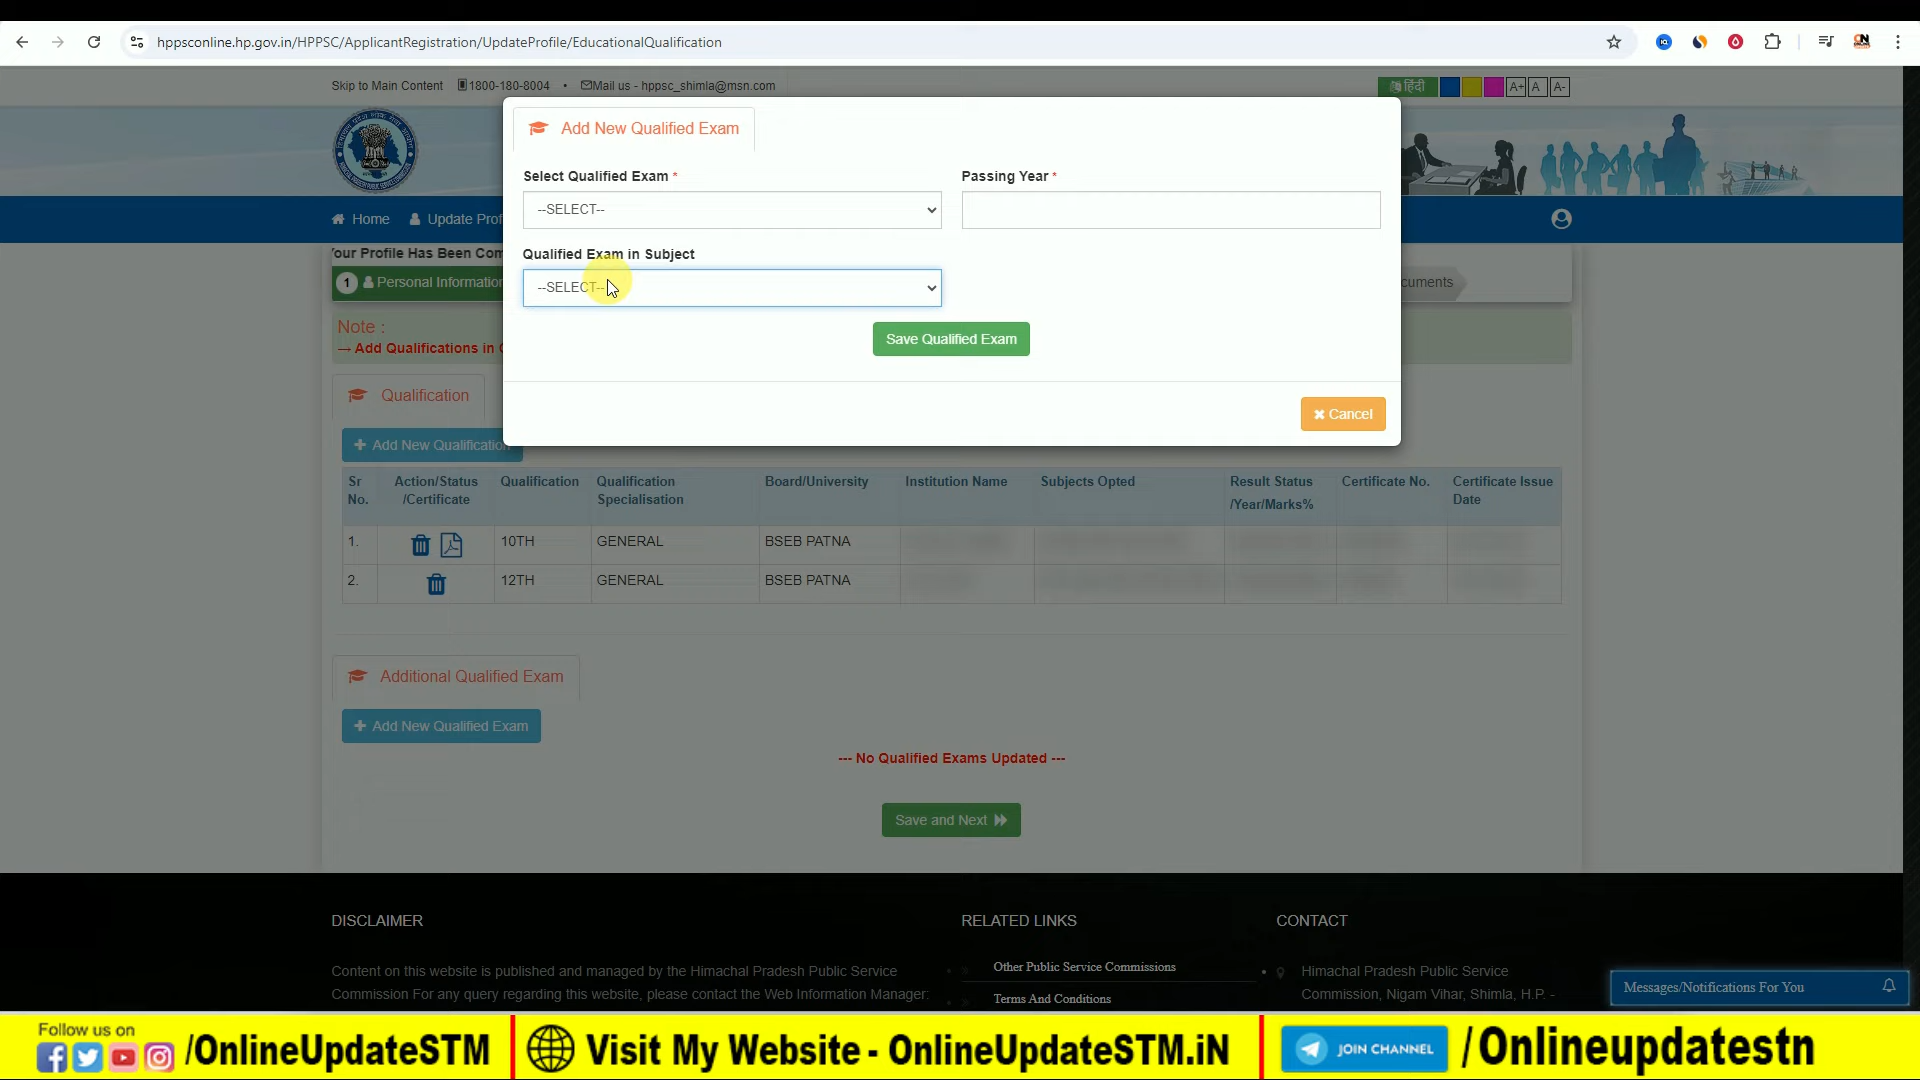 hppsconline.hp.gov.in/HPPSC/ApplicantRegistration/UpdateProfile/EducationalQualification
Skip to Main Content 1800-180-8004 • Mail us - hppsc_shimla@msn.com
हिंदी A+ A A-
Add New Qualified Exam
Select Qualified Exam * Passing Year *
--SELECT--
Qualified Exam in Subject
--SELECT--
Save Qualified Exam
✖ Cancel
Home Update Prof
Your Profile Has Been Com
1 Personal Information
cuments
Note :
→ Add Qualifications in
Qualification
+ Add New Qualification
Sr No. Action/Status /Certificate Qualification Qualification Specialisation Board/University Institution Name Subjects Opted Result Status /Year/Marks% Certificate No. Certificate Issue Date
1. 10TH GENERAL BSEB PATNA
2. 12TH GENERAL BSEB PATNA
Additional Qualified Exam
+ Add New Qualified Exam
--- No Qualified Exams Updated ---
Save and Next
DISCLAIMER RELATED LINKS CONTACT
Content on this website is published and managed by the Himachal Pradesh Public Service
Commission For any query regarding this website, please contact the Web Information Manager:
Other Public Service Commissions
Terms And Conditions
Himachal Pradesh Public Service
Commission, Nigam Vihar, Shimla, H.P. -
Messages/Notifications For You
Follow us on
/OnlineUpdateSTM Visit My Website - OnlineUpdateSTM.iN JOIN CHANNEL /Onlineupdatestn